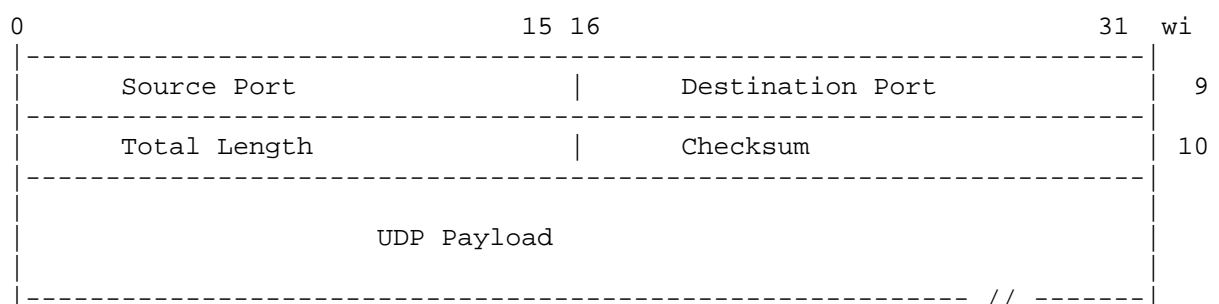 0 15 16 31 wi
|---------------------------------------------------------------------|
| Source Port | Destination Port | 9
|---------------------------------------------------------------------|
| Total Length | Checksum | 10
|---------------------------------------------------------------------|
| |
| UDP Payload |
| |
|---------------------------------------------------------- // -------|